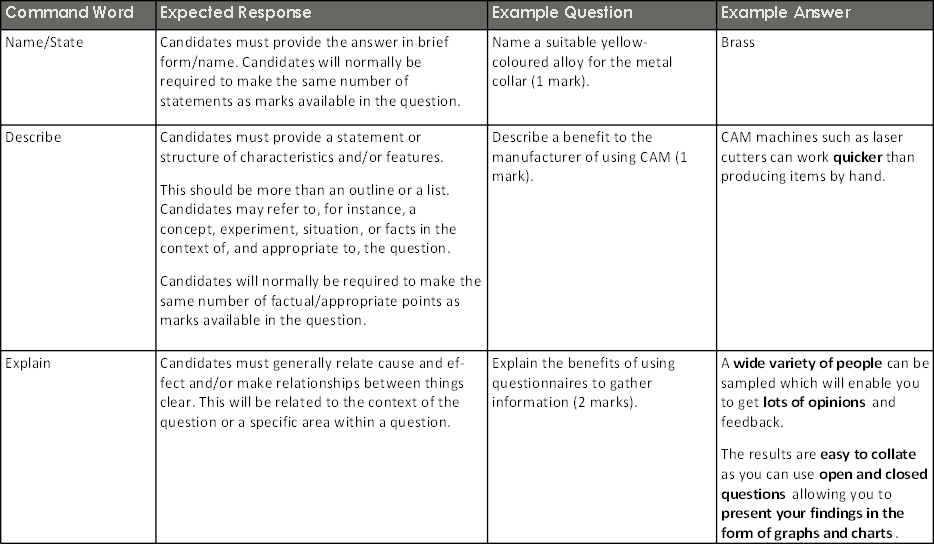 Command Word
Expected Response
Example Question
Example Answer
Name/State
Candidates must provide the answer in brief
form/name. Candidates will normally be
required to make the same number of
statements as marks available in the question.
Name a suitable yellow-
coloured alloy for the metal
collar (1 mark).
Brass
Describe
Candidates must provide a statement or
structure of characteristics and/or features.
This should be more than an outline or a list.
Candidates may refer to, for instance, a
concept, experiment, situation, or facts in the
context of, and appropriate to, the question.
Candidates will normally be required to make the
same number of factual/appropriate points as
marks available in the question.
Describe a benefit to the
manufacturer of using CAM (1
mark).
CAM machines such as laser
cutters can work quicker than
producing items by hand.
Explain
Candidates must generally relate cause and ef-
fect and/or make relationships between things
clear. This will be related to the context of the
question or a specific area within a question.
Explain the benefits of using
questionnaires to gather
information (2 marks).
A wide variety of people can be
sampled which will enable you
to get lots of opinions and
feedback.
The results are easy to collate
as you can use open and closed
questions allowing you to
present your findings in the
form of graphs and charts.